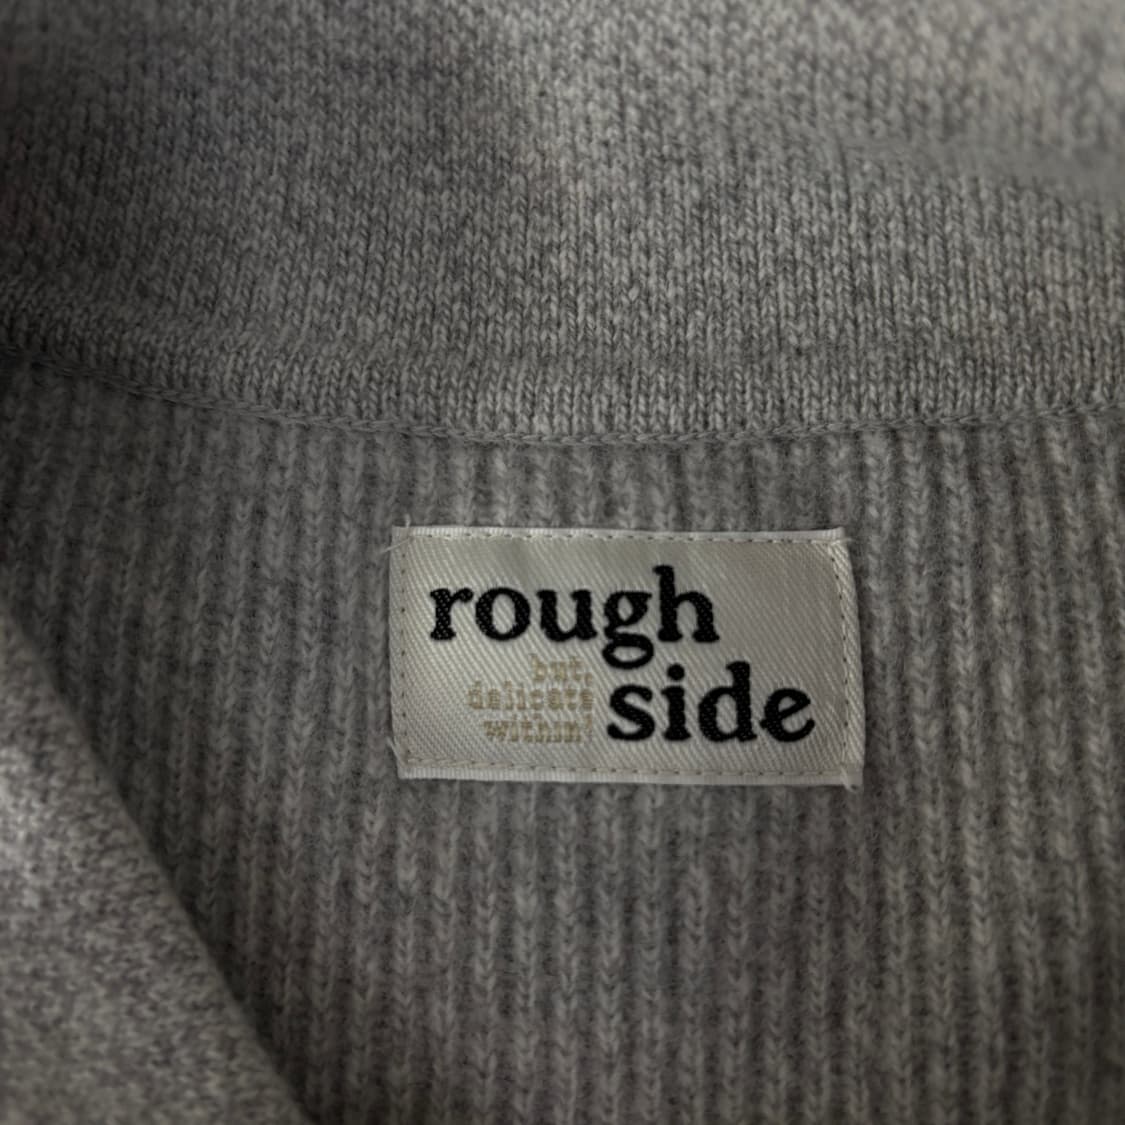 rough
but,
delicate
within!
side